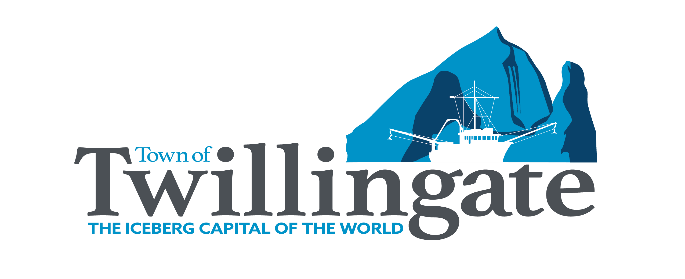 Town of
Twillingate
THE ICEBERG CAPITAL OF THE WORLD